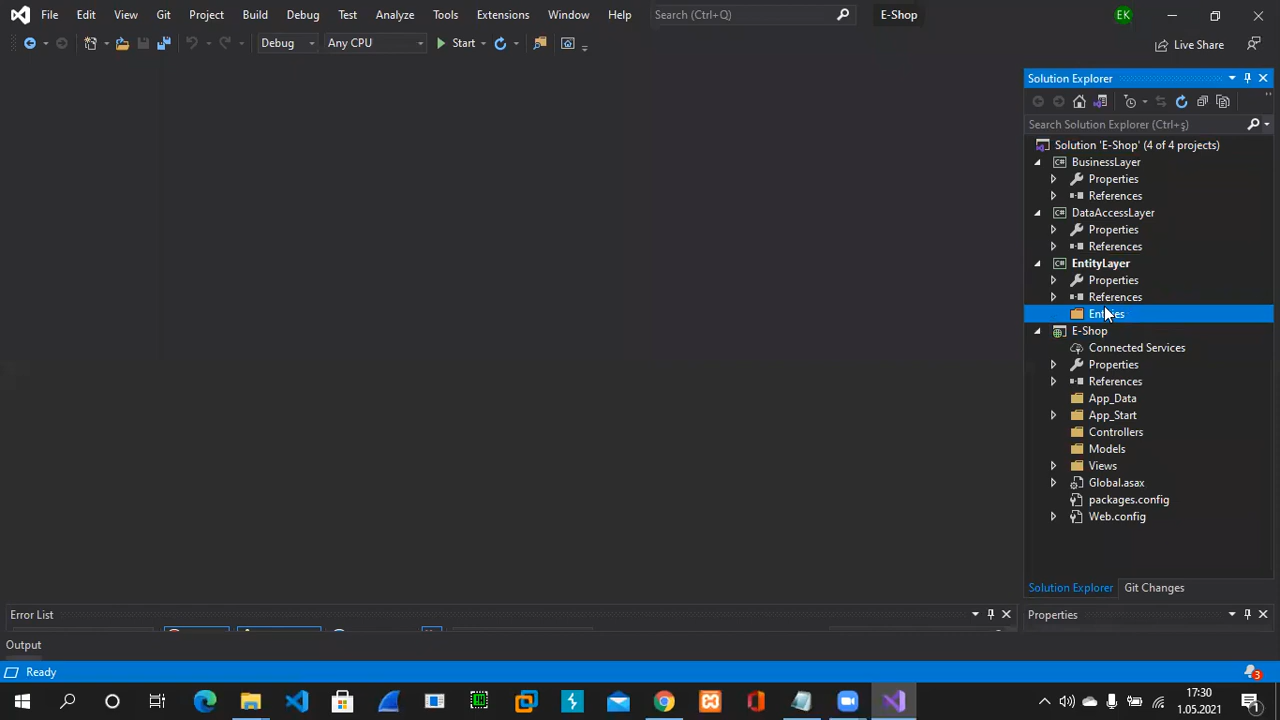 File Edit View Git Project Build Debug Test Analyze Tools Extensions Window Help Search (Ctrl+Q) E-Shop EK
Debug Any CPU Start Live Share
Solution Explorer
Search Solution Explorer (Ctrl+ş)
Solution 'E-Shop' (4 of 4 projects)
BusinessLayer
Properties
References
DataAccessLayer
Properties
References
EntityLayer
Properties
References
E-Shop
Connected Services
Properties
References
App_Data
App_Start
Controllers
Models
Views
Global.asax
packages.config
Web.config
Solution Explorer Git Changes
Error List Properties
Output
Ready 3
17:30
1.05.2021 1